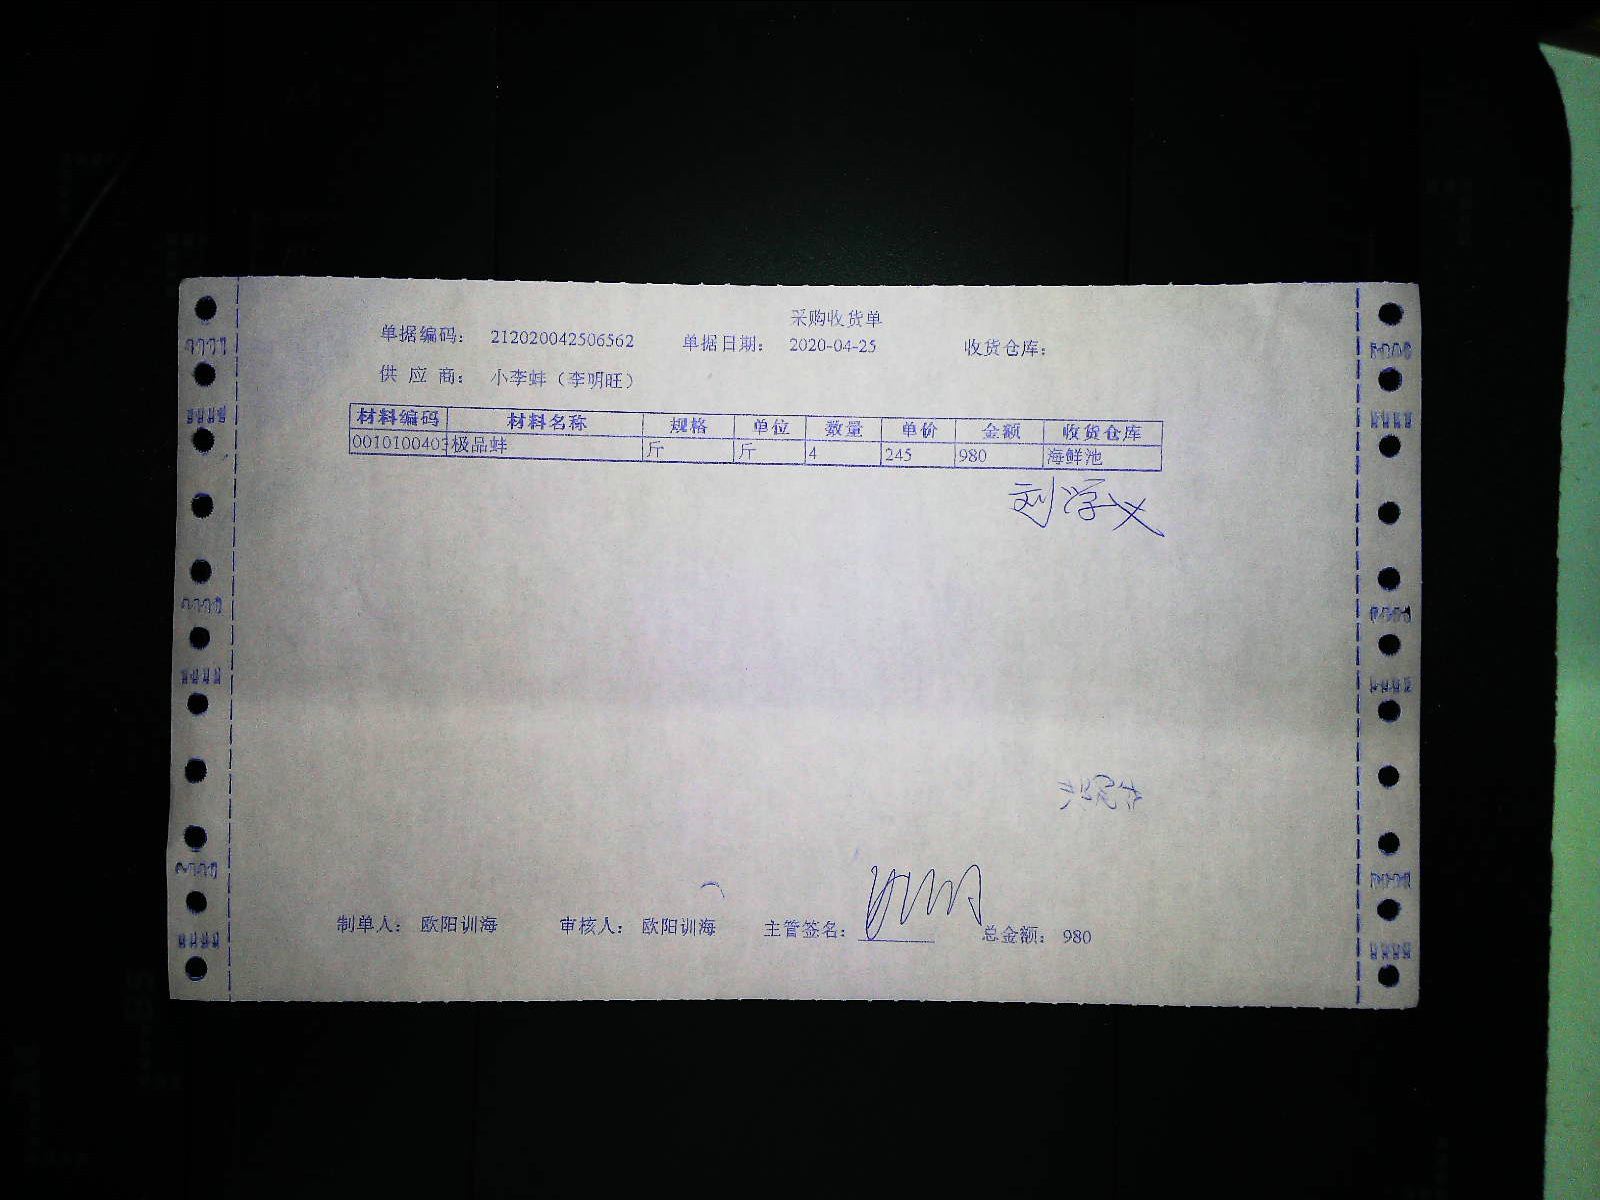 采购收货单
单据编码： 212020042506562 单据日期： 2020-04-25 收货仓库：
供 应 商： 小李蚌（李明旺）
材料编码 材料名称 规格 单位 数量 单价 金额 收货仓库
0010100403 极品蚌 斤 斤 4 245 980 海鲜池
刘学义
制单人： 欧阳训海 审核人： 欧阳训海 主管签名： 总金额： 980